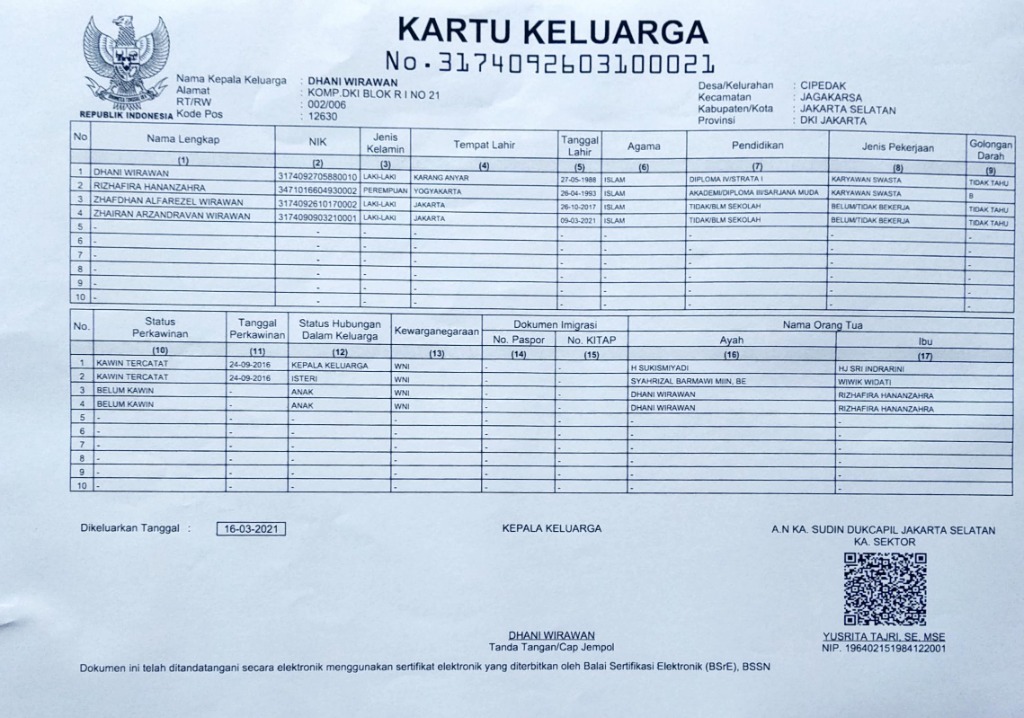 KARTU KELUARGA
No. 3174092603100021
REPUBLIK INDONESIA
Nama Kepala Keluarga : DHANI WIRAWAN
Alamat : KOMP.DKI BLOK R I NO 21
RT/RW : 002/006
Kode Pos : 12630
Desa/Kelurahan : CIPEDAK
Kecamatan : JAGAKARSA
Kabupaten/Kota : JAKARTA SELATAN
Provinsi : DKI JAKARTA
No Nama Lengkap NIK Jenis Kelamin Tempat Lahir Tanggal Lahir Agama Pendidikan Jenis Pekerjaan Golongan Darah
(1) (2) (3) (4) (5) (6) (7) (8) (9)
1 DHANI WIRAWAN 3174092705880010 LAKI-LAKI KARANG ANYAR 27-05-1988 ISLAM DIPLOMA IV/STRATA I KARYAWAN SWASTA TIDAK TAHU
2 RIZHAFIRA HANANZAHRA 3471016604930002 PEREMPUAN YOGYAKARTA 26-04-1993 ISLAM AKADEMI/DIPLOMA III/SARJANA MUDA KARYAWAN SWASTA B
3 ZHAFDHAN ALFAREZEL WIRAWAN 3174092610170002 LAKI-LAKI JAKARTA 26-10-2017 ISLAM TIDAK/BLM SEKOLAH BELUM/TIDAK BEKERJA TIDAK TAHU
4 ZHAIRAN ARZANDRAVAN WIRAWAN 3174090903210001 LAKI-LAKI JAKARTA 09-03-2021 ISLAM TIDAK/BLM SEKOLAH BELUM/TIDAK BEKERJA TIDAK TAHU
5 - - - - - - - - -
6 - - - - - - - - -
7 - - - - - - - - -
8 - - - - - - - - -
9 - - - - - - - - -
10 - - - - - - - - -
No. Status Perkawinan Tanggal Perkawinan Status Hubungan Dalam Keluarga Kewarganegaraan Dokumen Imigrasi Nama Orang Tua
No. Paspor No. KITAP Ayah Ibu
(10) (11) (12) (13) (14) (15) (16) (17)
1 KAWIN TERCATAT 24-09-2016 KEPALA KELUARGA WNI - - H SUKISMIYADI HJ SRI INDRARINI
2 KAWIN TERCATAT 24-09-2016 ISTERI WNI - - SYAHRIZAL BARMAWI MIIN, BE WIWIK WIDATI
3 BELUM KAWIN - ANAK WNI - - DHANI WIRAWAN RIZHAFIRA HANANZAHRA
4 BELUM KAWIN - ANAK WNI - - DHANI WIRAWAN RIZHAFIRA HANANZAHRA
5 - - - - - - - -
6 - - - - - - - -
7 - - - - - - - -
8 - - - - - - - -
9 - - - - - - - -
10 - - - - - - - -
Dikeluarkan Tanggal : 16-03-2021
KEPALA KELUARGA
DHANI WIRAWAN
Tanda Tangan/Cap Jempol
A.N KA. SUDIN DUKCAPIL JAKARTA SELATAN
KA. SEKTOR
YUSRITA TAJRI, SE, MSE
NIP. 196402151984122001
Dokumen ini telah ditandatangani secara elektronik menggunakan sertifikat elektronik yang diterbitkan oleh Balai Sertifikasi Elektronik (BSrE), BSSN